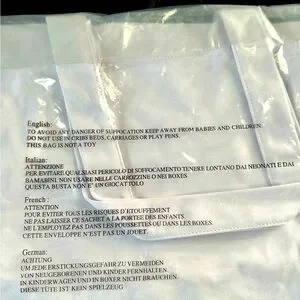 English:
TO AVOID ANY DANGER OF SUFFOCATION KEEP AWAY FROM BABIES AND CHILDREN.
DO NOT USE IN CRIBS BEDS, CARRIAGES OR PLAY PENS.
THIS BAG IS NOT A TOY
Italian:
ATTENZIONE
PER EVITARE QUALSIASI PERICOLO DI SOFFOCAMENTO TENERE LONTANO DAI NEONATI E DAI
BAMABINI. NON USARE NELLE CARROZZINO O NEI BOXES
QUESTA BUSTA NON E' UN GIOCATTOLO
French :
ATTENTION
POUR EVITER TOUS LES RISQUES D'ETOUFFEMENT
NE PAS LAISSER CE SACHET A LA PORTEE DES ENFANTS.
NE L'EMPLOYEZ PAS DANS LES POUSSETTES OU DANS LES BOXES.
CETTE ENVELOPPE N'EST PAS UN JOUET.
German:
ACHTUNG
UM JEDE ERSTICKUNGSGEFAHR ZU VERMEIDEN
VON NEUGEBORENEN UND KINDER FERNHALTEN.
IN KINDERWAGEN UND IN BOXER NICHT BRAUCHEN
DIESE TÜTE IST KEIN SPIELZEUG